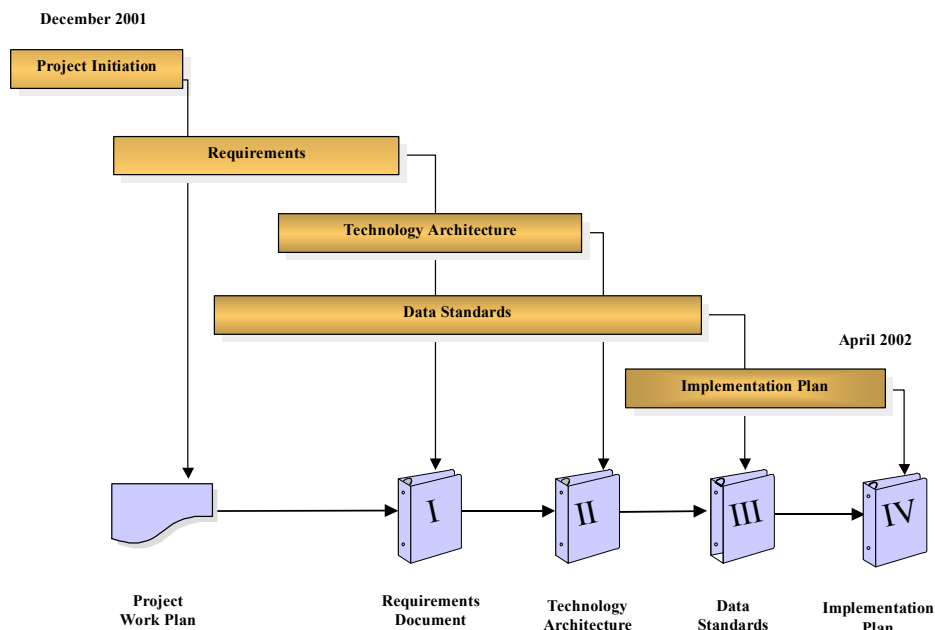 December 2001
Project Initiation
Requirements
Technology Architecture
Data Standards
April 2002
Implementation Plan
I
II
III
IV
Project
Work Plan
Requirements
Document
Technology
Architecture
Data
Standards
Implementation
Plan